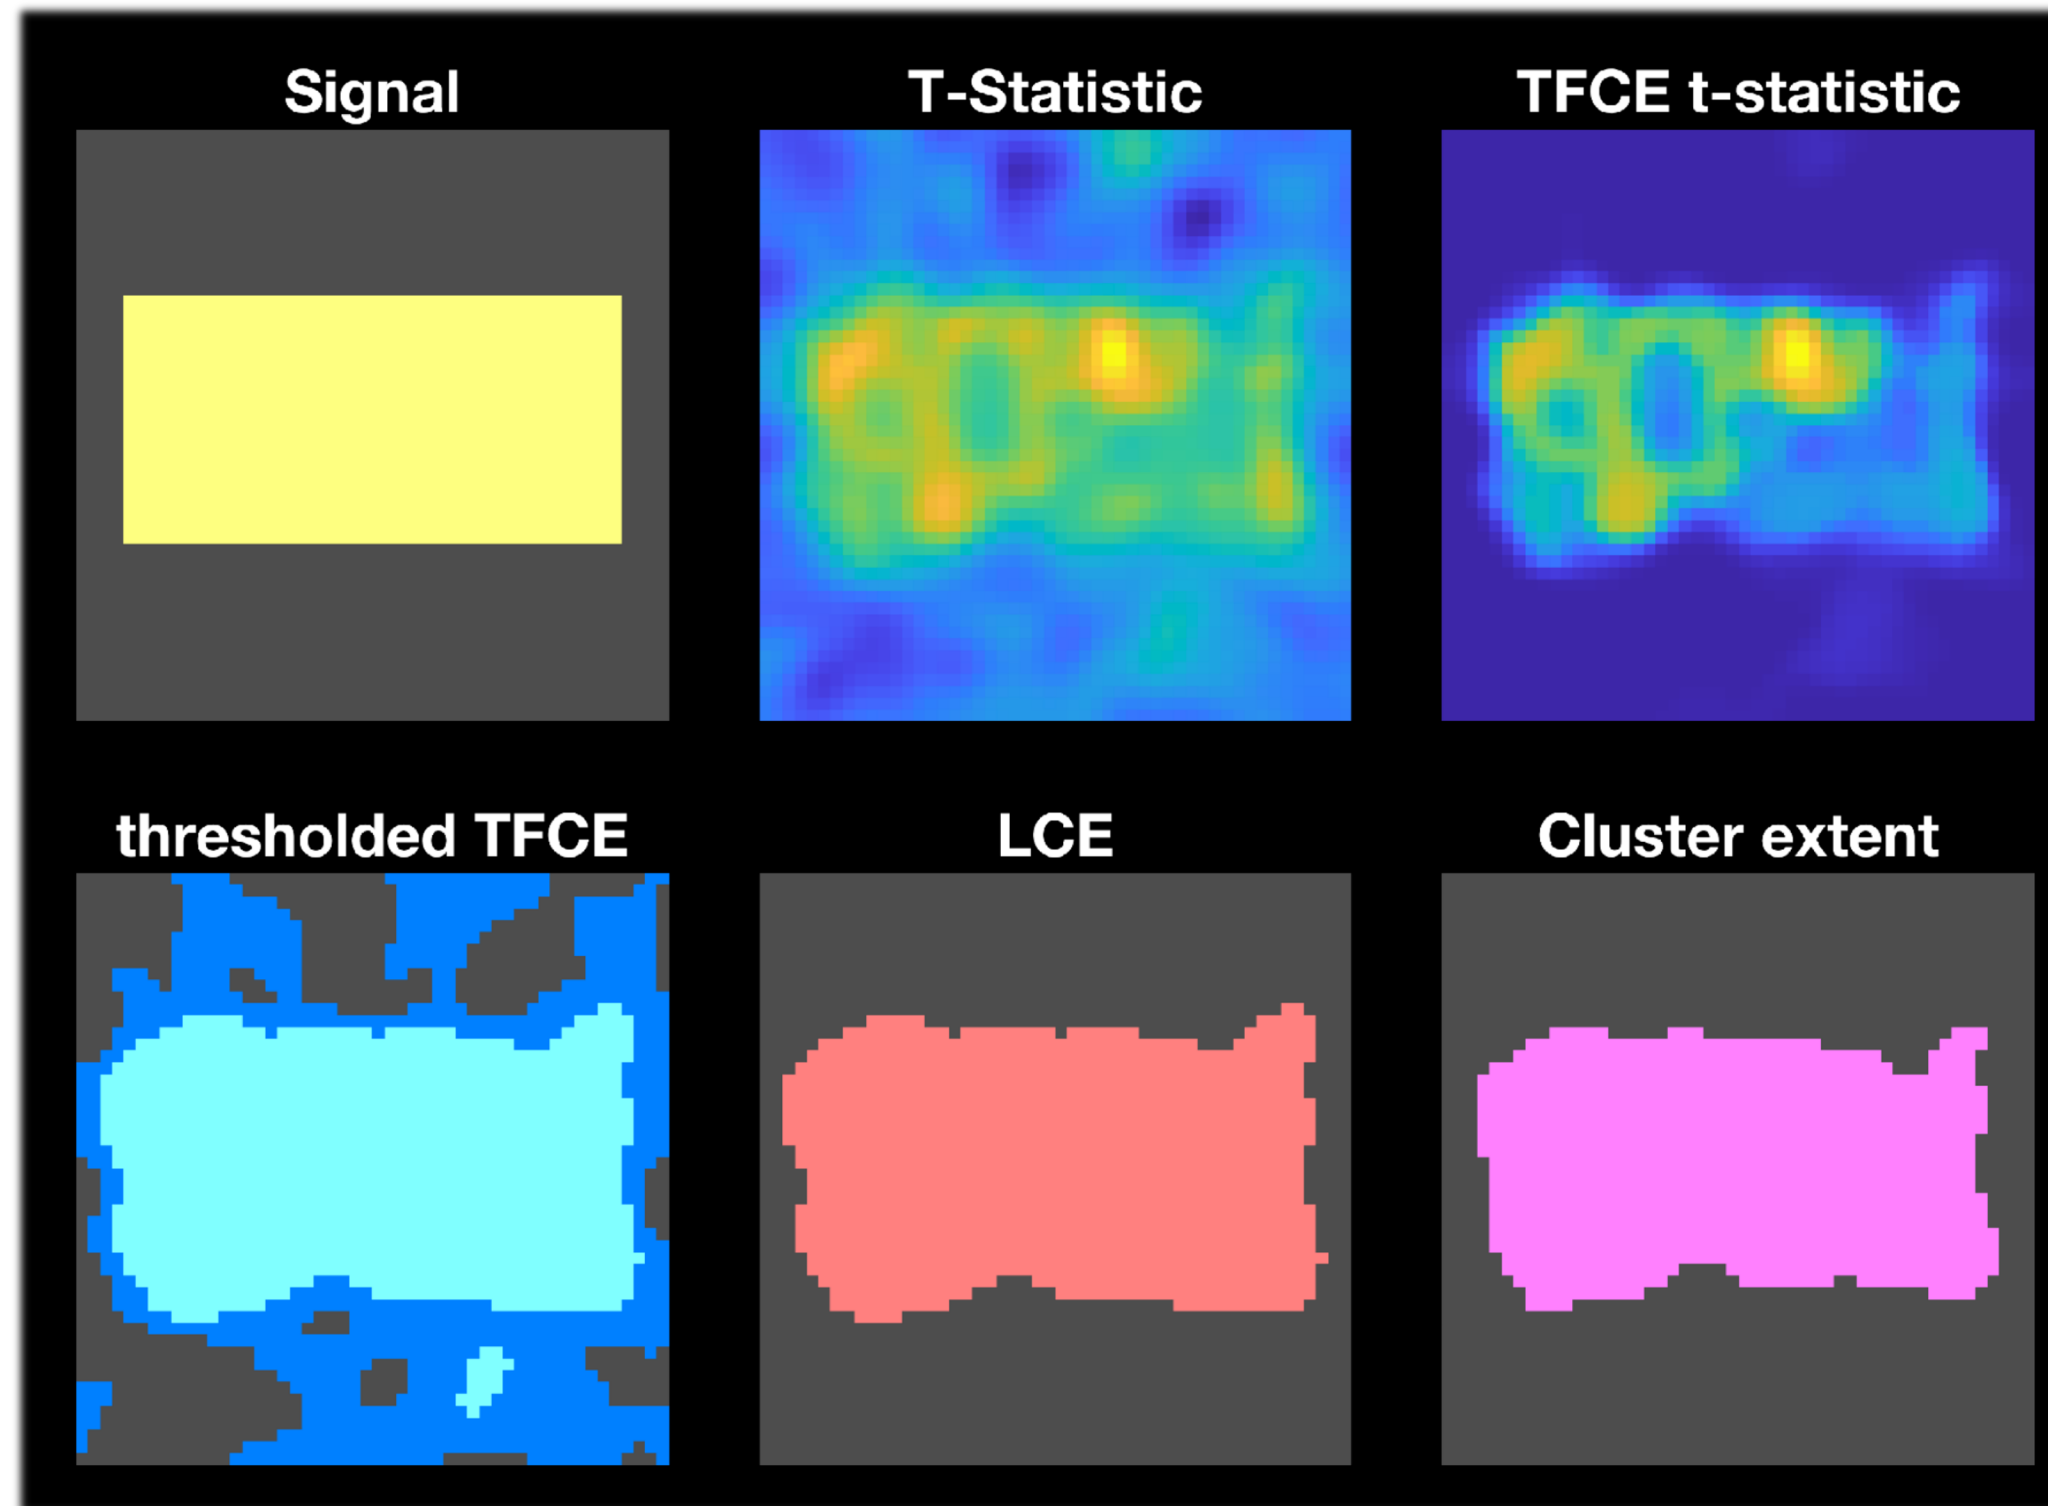 Signal
T-Statistic
TFCE t-statistic
thresholded TFCE
LCE
Cluster extent